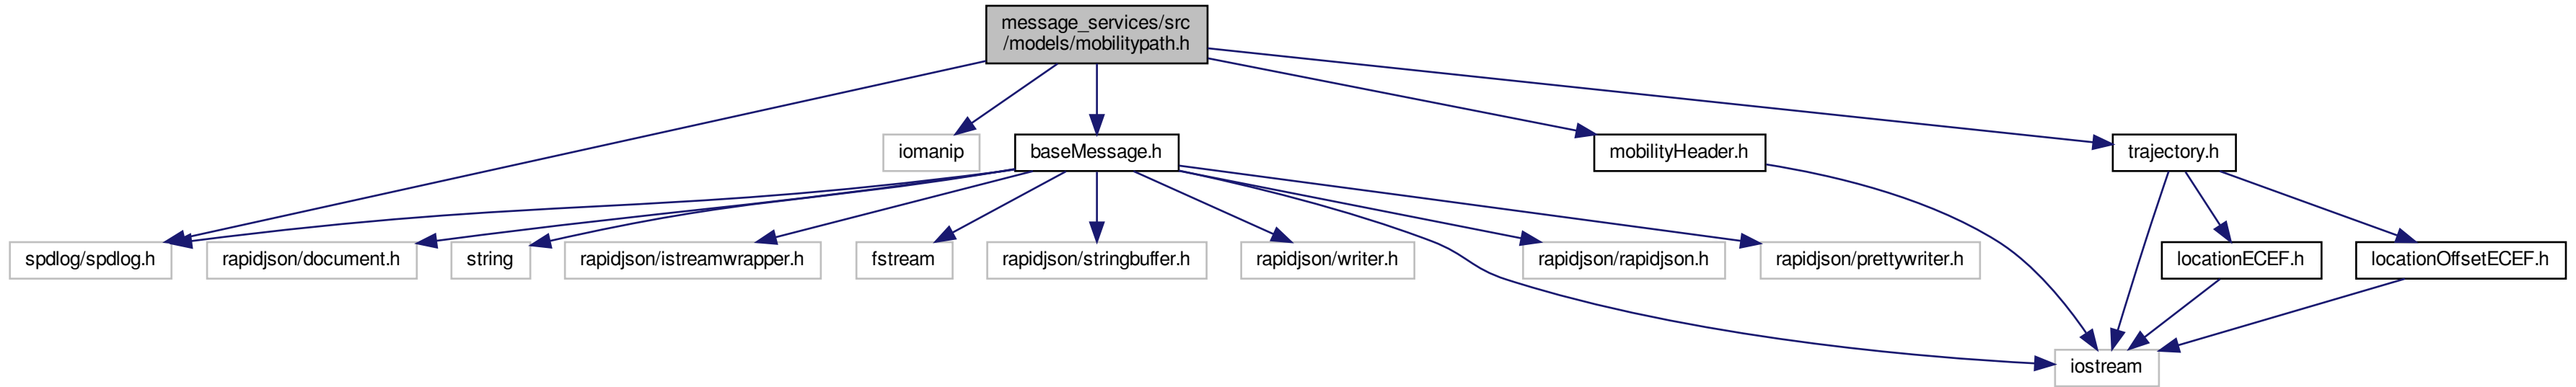 message_services/src
/models/mobilitypath.h
iomanip
baseMessage.h
mobilityHeader.h
trajectory.h
spdlog/spdlog.h
rapidjson/document.h
string
rapidjson/istreamwrapper.h
fstream
rapidjson/stringbuffer.h
rapidjson/writer.h
rapidjson/rapidjson.h
rapidjson/prettywriter.h
locationECEF.h
locationOffsetECEF.h
iostream